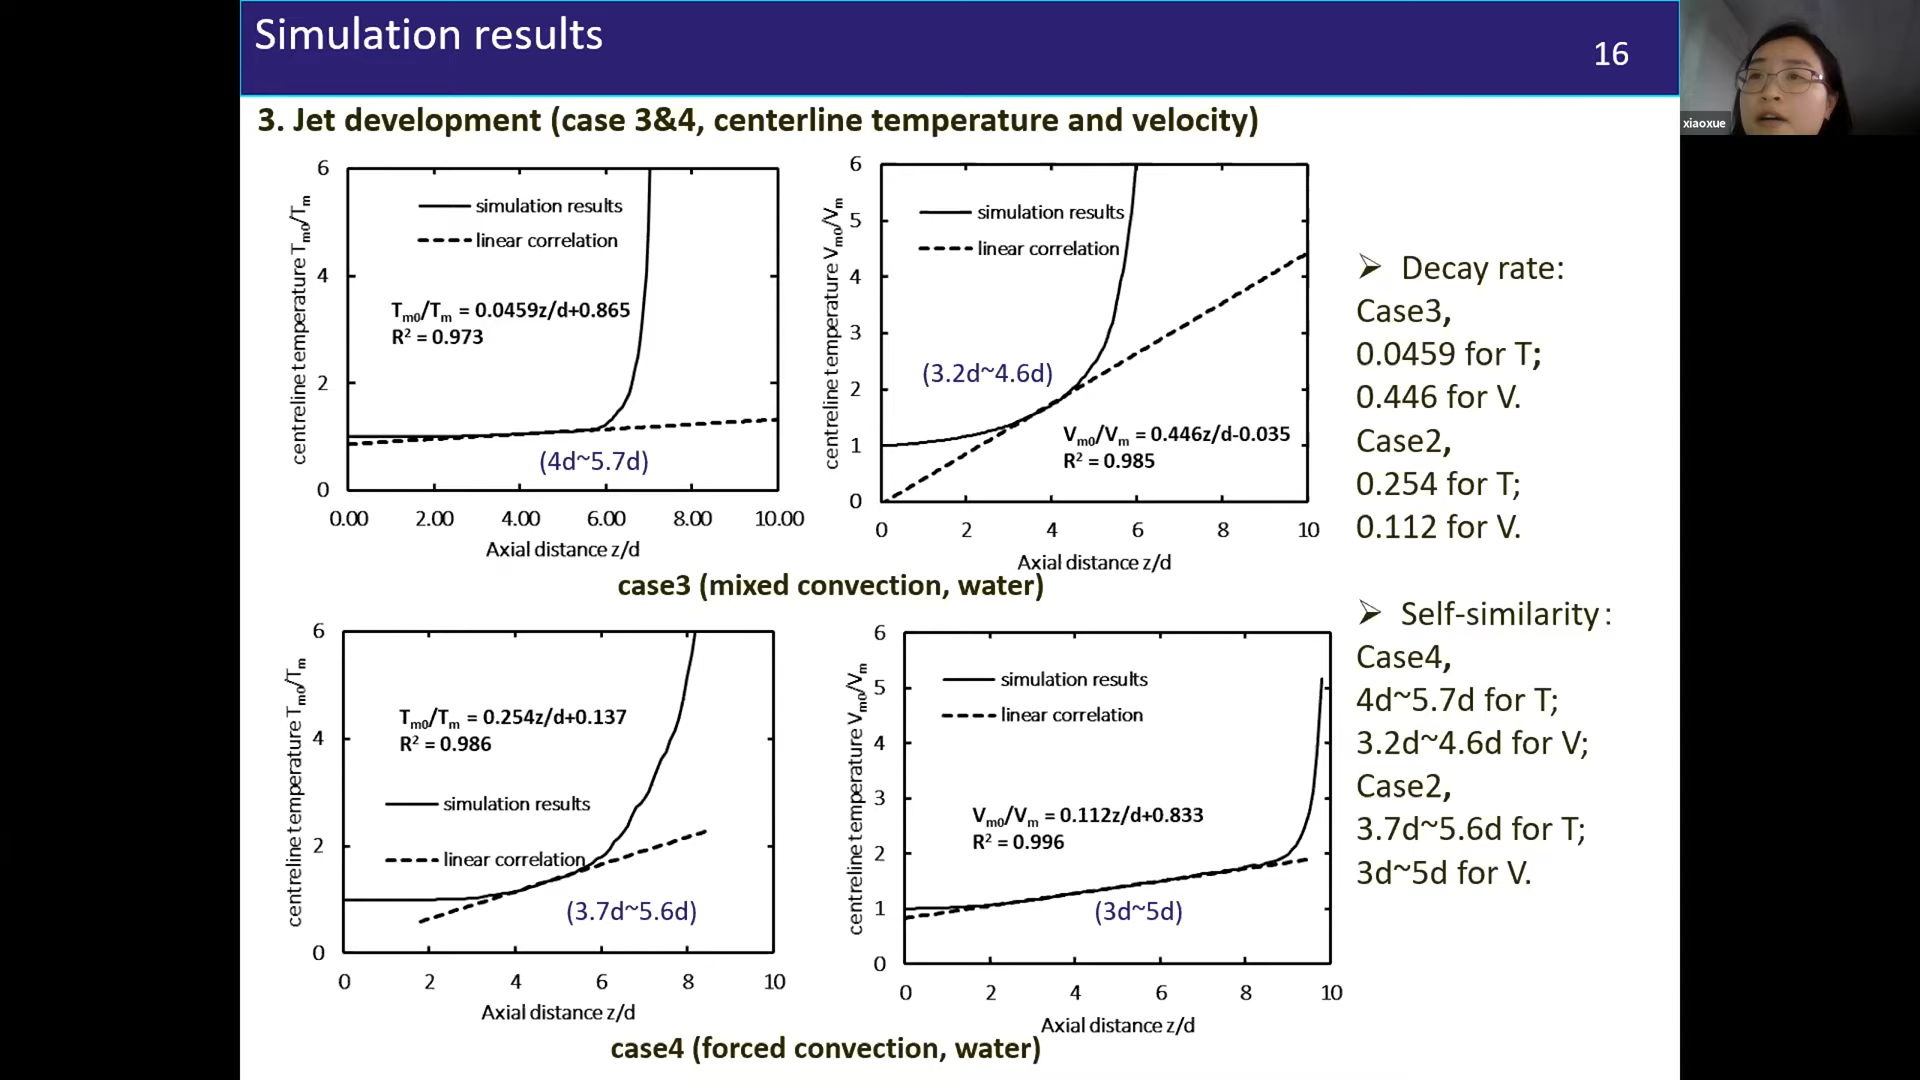 Simulation results
16
xiaoxue
3. Jet development (case 3&4, centerline temperature and velocity)
centreline temperature Tm0/Tm
6
4
2
0
simulation results
linear correlation
Tm0/Tm = 0.0459z/d+0.865
R² = 0.973
(4d~5.7d)
0.00 2.00 4.00 6.00 8.00 10.00
Axial distance z/d
centreline temperature Vm0/Vm
6
5
4
3
2
1
0
simulation results
linear correlation
(3.2d~4.6d)
Vm0/Vm = 0.446z/d-0.035
R² = 0.985
0 2 4 6 8 10
Axial distance z/d
case3 (mixed convection, water)
centreline temperature Tm0/Tm
6
4
2
0
Tm0/Tm = 0.254z/d+0.137
R² = 0.986
simulation results
linear correlation
(3.7d~5.6d)
0 2 4 6 8 10
Axial distance z/d
centreline temperature Vm0/Vm
6
5
4
3
2
1
0
simulation results
linear correlation
Vm0/Vm = 0.112z/d+0.833
R² = 0.996
(3d~5d)
0 2 4 6 8 10
Axial distance z/d
case4 (forced convection, water)
➢ Decay rate:
Case3,
0.0459 for T;
0.446 for V.
Case2,
0.254 for T;
0.112 for V.
➢ Self-similarity:
Case4,
4d~5.7d for T;
3.2d~4.6d for V;
Case2,
3.7d~5.6d for T;
3d~5d for V.